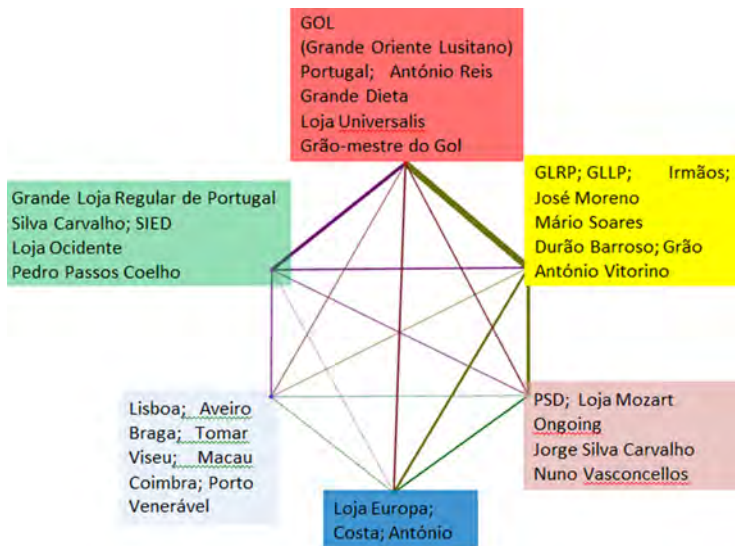 GOL
(Grande Oriente Lusitano)
Portugal; António Reis
Grande Dieta
Loja Universalis
Grão-mestre do Gol
GLRP; GLLP; Irmãos;
José Moreno
Mário Soares
Durão Barroso; Grão
António Vitorino
Grande Loja Regular de Portugal
Silva Carvalho; SIED
Loja Ocidente
Pedro Passos Coelho
Lisboa; Aveiro
Braga; Tomar
Viseu; Macau
Coimbra; Porto
Venerável
PSD; Loja Mozart
Ongoing
Jorge Silva Carvalho
Nuno Vasconcellos
Loja Europa;
Costa; António